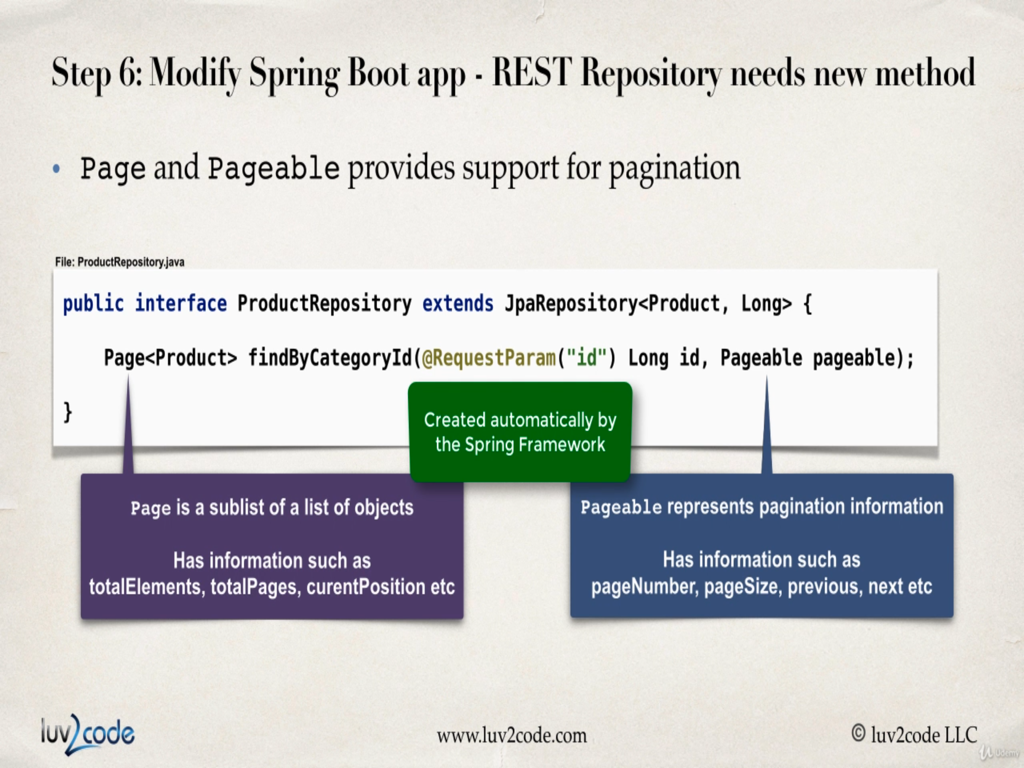 Step 6: Modify Spring Boot app - REST Repository needs new method
• Page and Pageable provides support for pagination
File: ProductRepository.java
public interface ProductRepository extends JpaRepository<Product, Long> {
Page<Product> findByCategoryId(@RequestParam("id") Long id, Pageable pageable);
}
Created automatically by
the Spring Framework
Page is a sublist of a list of objects
Has information such as
totalElements, totalPages, curentPosition etc
Pageable represents pagination information
Has information such as
pageNumber, pageSize, previous, next etc
luv2code
www.luv2code.com
© luv2code LLC
Udemy